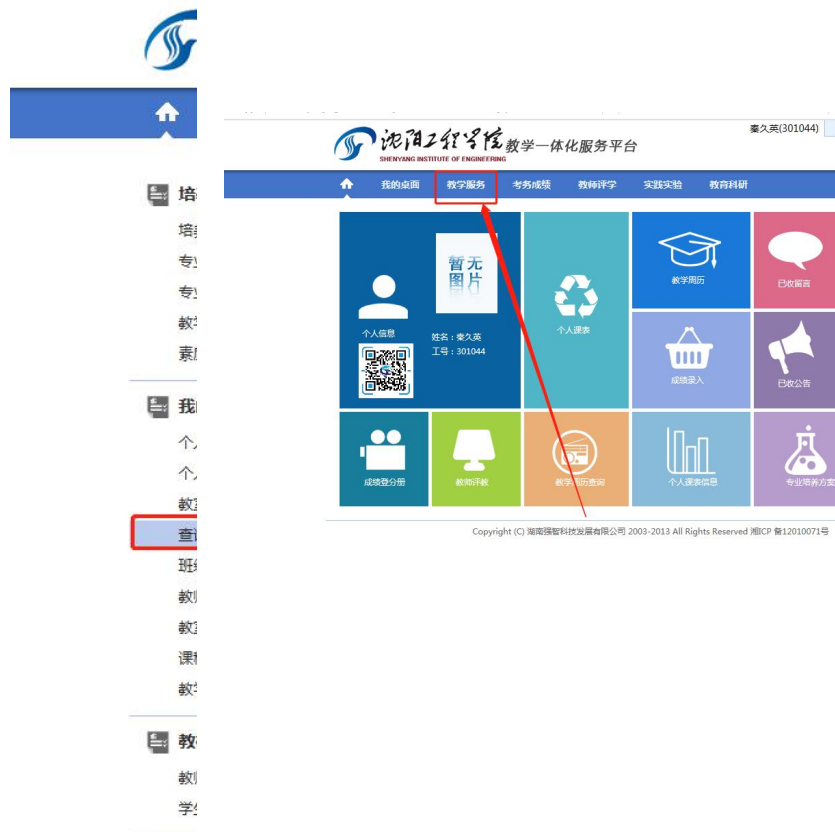 培
专
专
教
素
我
个
个
教
查
班
教
教
课
教
教
教
学
秦久英(301044)
沈阳工程学院 教学一体化服务平台
SHENYANG INSTITUTE OF ENGINEERING
我的桌面 教学服务 考务成绩 教师评学 实践实验 教育科研
暂无
图片
个人信息
姓名：秦久英
工号：301044
个人课表
教学周历
已收留言
成绩录入
已收公告
成绩登分册
教师评教
教学周历查询
个人课表信息
专业培养方案
Copyright (C) 湖南强智科技发展有限公司 2003-2013 All Rights Reserved 湘ICP 备12010071号